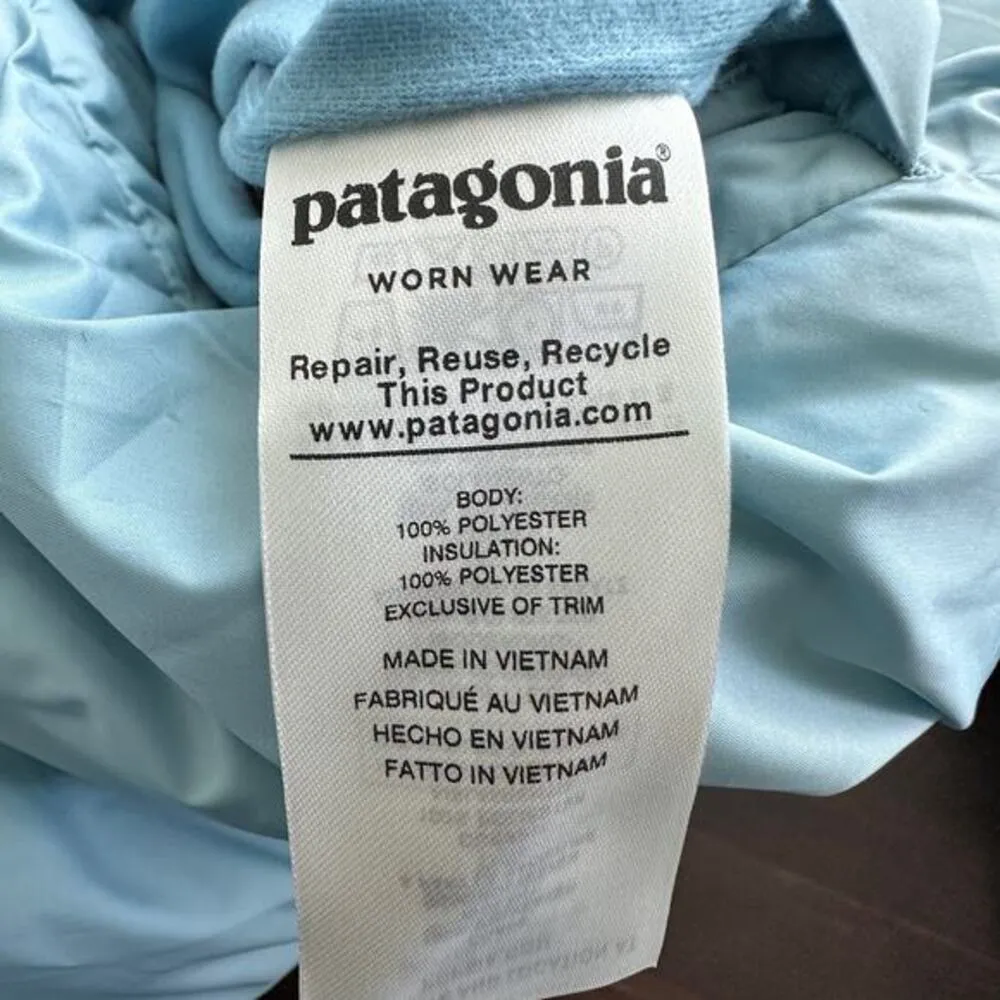 patagonia®
WORN WEAR
Repair, Reuse, Recycle
This Product
www.patagonia.com
BODY:
100% POLYESTER
INSULATION:
100% POLYESTER
EXCLUSIVE OF TRIM
MADE IN VIETNAM
FABRIQUÉ AU VIETNAM
HECHO EN VIETNAM
FATTO IN VIETNAM